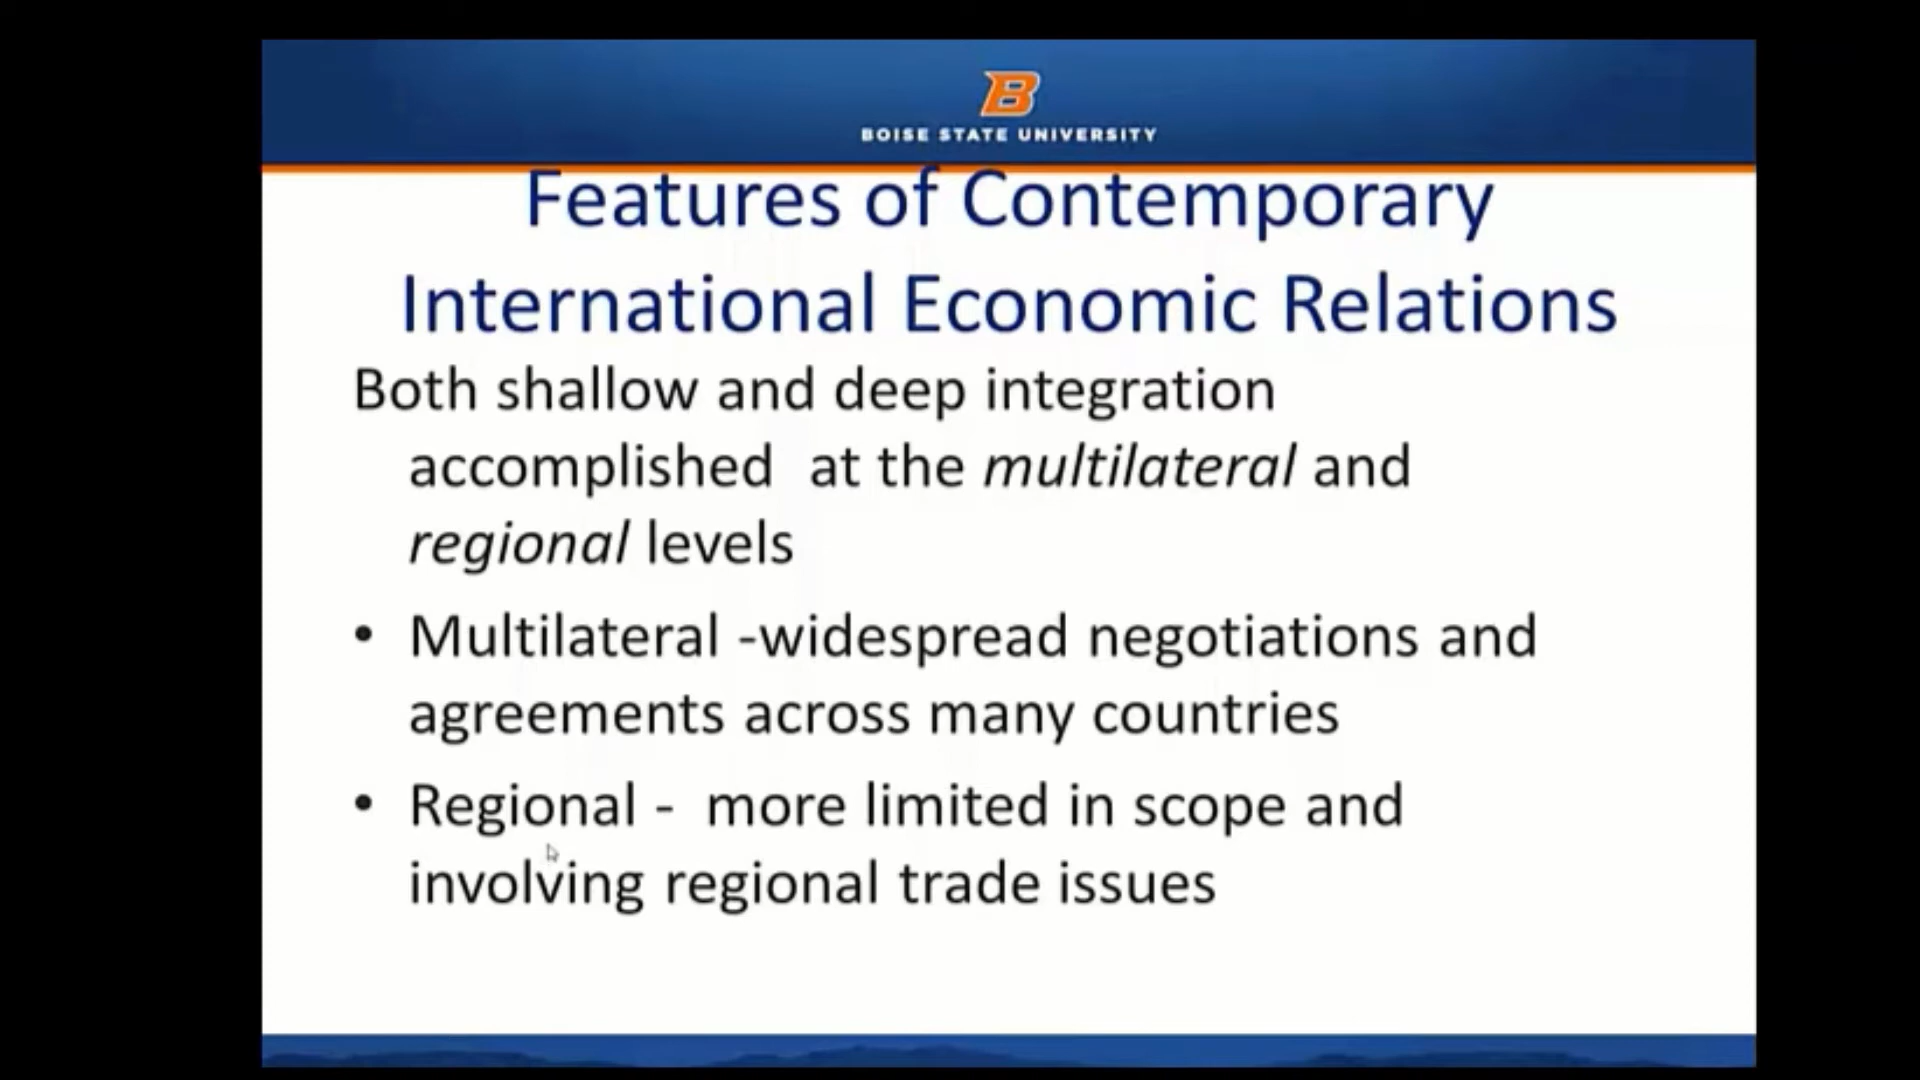 B
BOISE STATE UNIVERSITY
Features of Contemporary
International Economic Relations
Both shallow and deep integration
accomplished  at the multilateral and
regional levels
• Multilateral -widespread negotiations and
agreements across many countries
• Regional -  more limited in scope and
involving regional trade issues